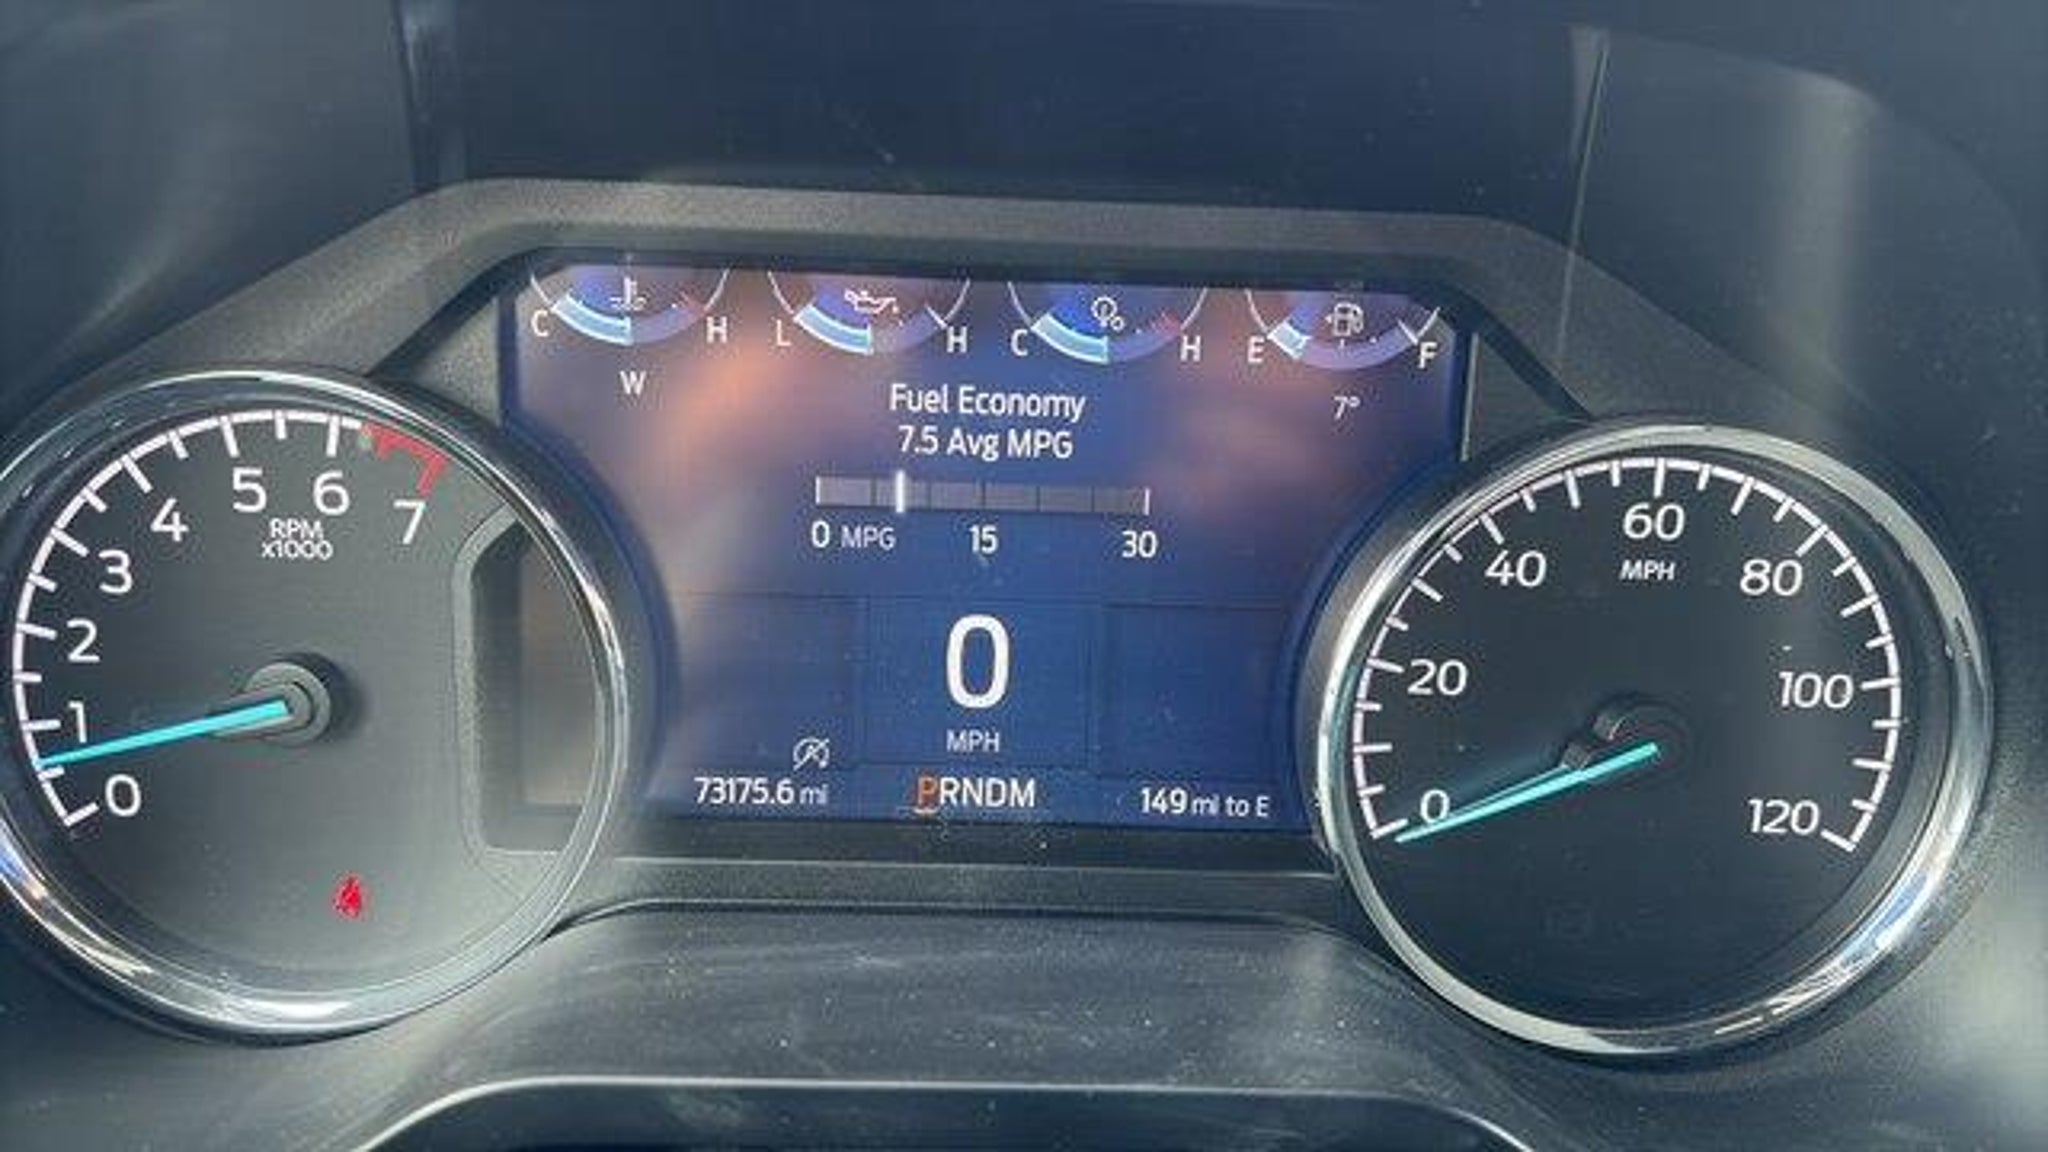 C H
L H
C H
E F
W
7°
Fuel Economy
7.5 Avg MPG
0 MPG 15 30
0
MPH
73175.6 mi
PRNDM
149 mi to E
0
1
2
3
4
5
6
7
RPM
x1000
0
20
40
60
80
100
120
MPH